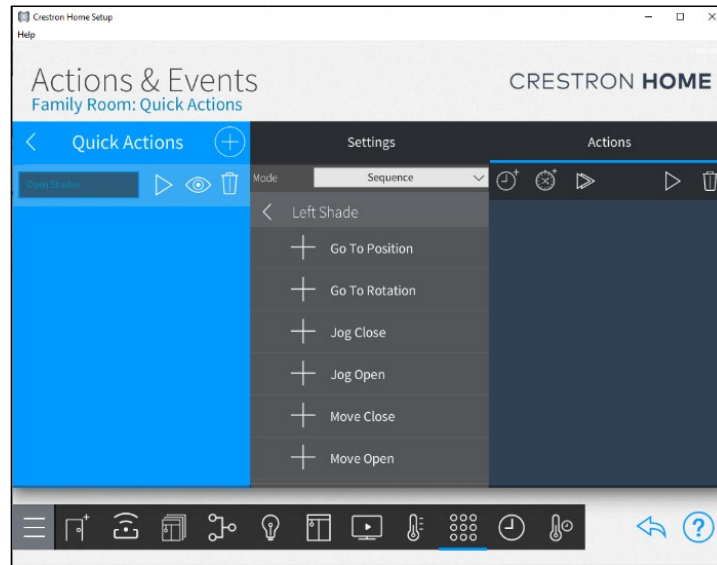 Crestron Home Setup
Help
Actions & Events
CRESTRON HOME
Family Room: Quick Actions
Quick Actions
Settings
Actions
Open Shades
Mode
Sequence
Left Shade
Go To Position
Go To Rotation
Jog Close
Jog Open
Move Close
Move Open
?